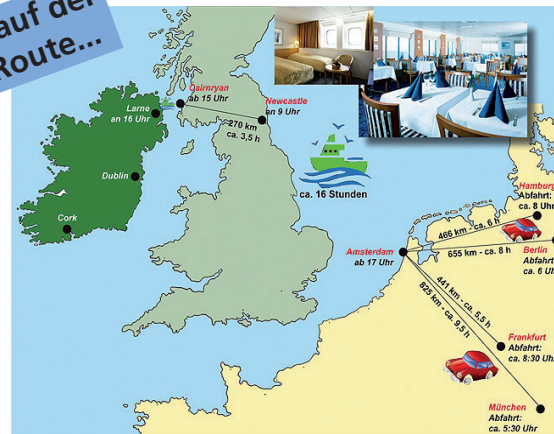 auf der
Route...
Cairnryan
ab 15 Uhr
Larne
an 16 Uhr
Newcastle
an 9 Uhr
270 km
ca. 3,5 h
Dublin
Cork
ca. 16 Stunden
Hamburg
Abfahrt:
ca. 8 Uhr
466 km - ca. 6 h
Amsterdam
ab 17 Uhr
655 km - ca. 8 h
Berlin
Abfahrt:
ca. 6 Uhr
441 km - ca. 5,5 h
825 km - ca. 9,5 h
Frankfurt
Abfahrt:
ca. 8:30 Uhr
München
Abfahrt:
ca. 5:30 Uhr